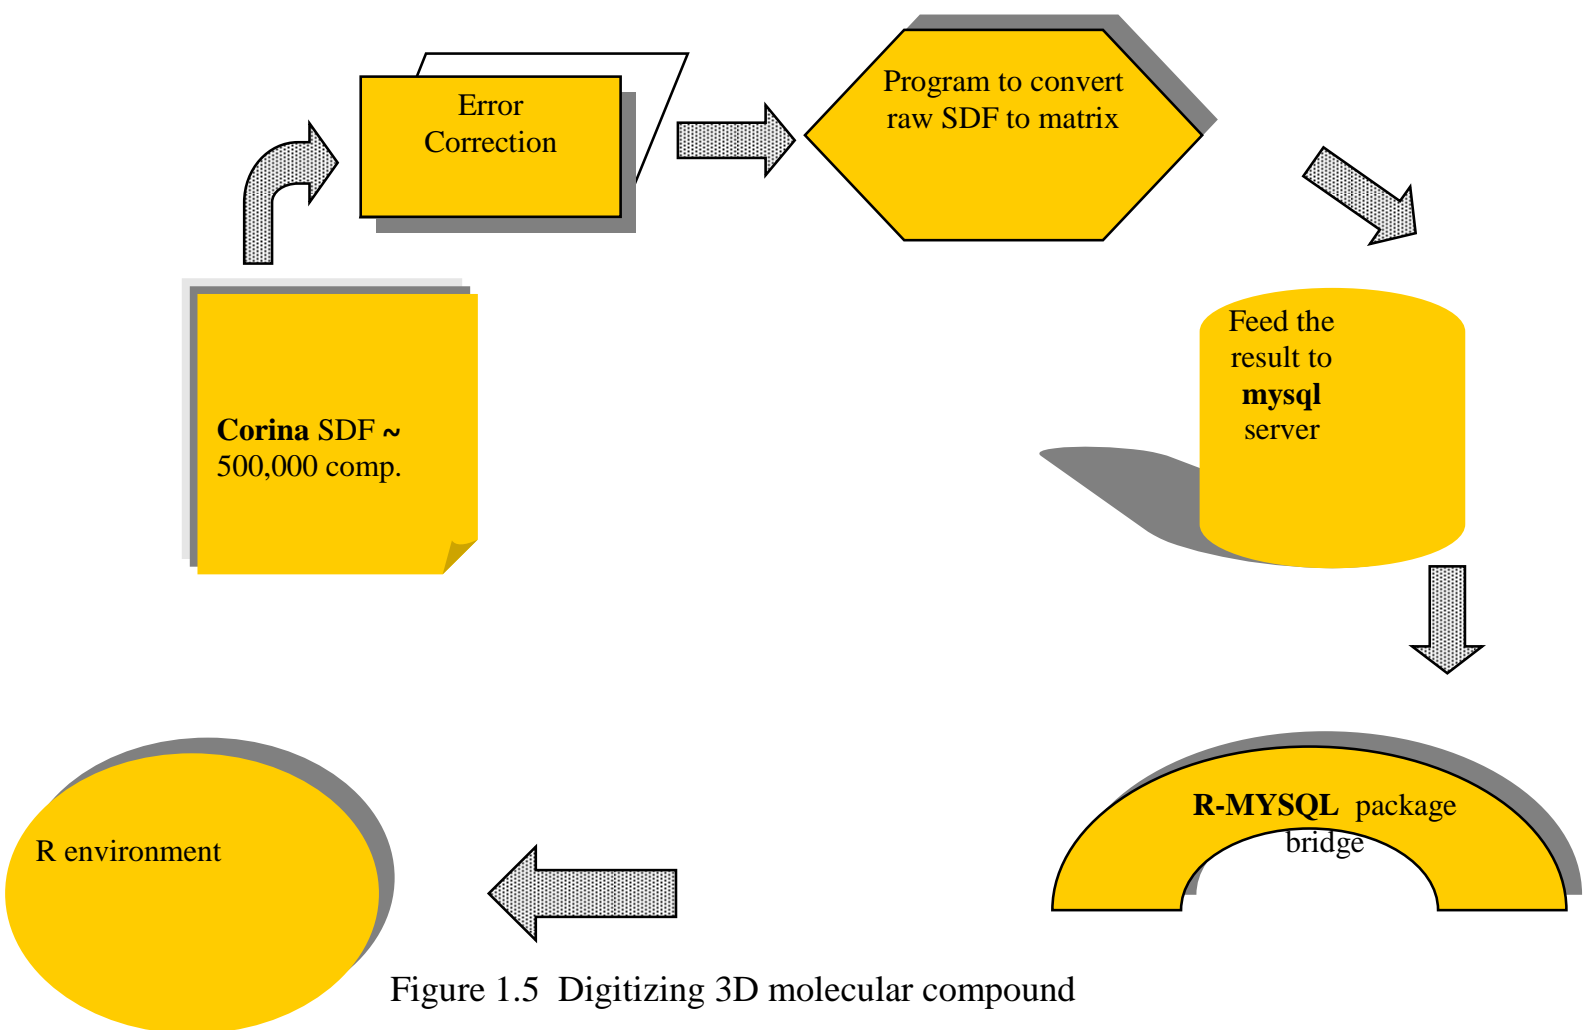 Error
Correction
Program to convert
raw SDF to matrix
Feed the
result to
mysql
server
Corina SDF ~
500,000 comp.
R-MYSQL package
bridge
R environment
Figure 1.5 Digitizing 3D molecular compound